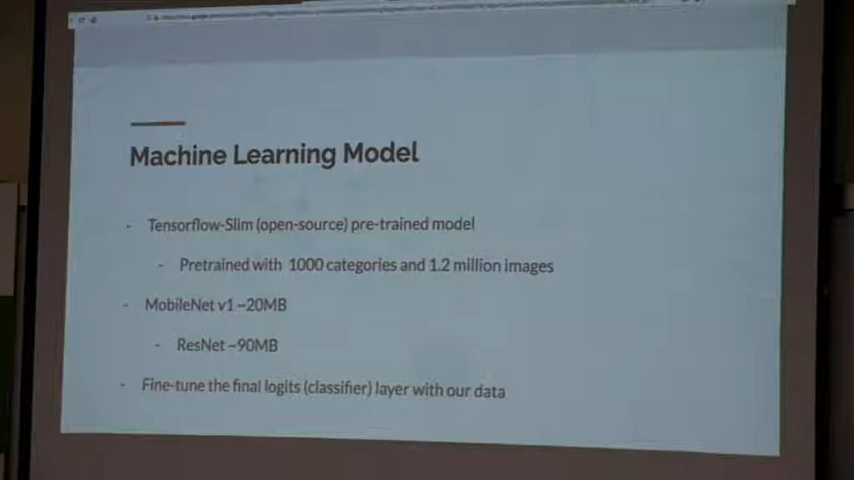 Machine Learning Model
- Tensorflow-Slim (open-source) pre-trained model
- Pretrained with 1000 categories and 1.2 million images
- MobileNet v1 ~20MB
- ResNet ~90MB
- Fine-tune the final logits (classifier) layer with our data